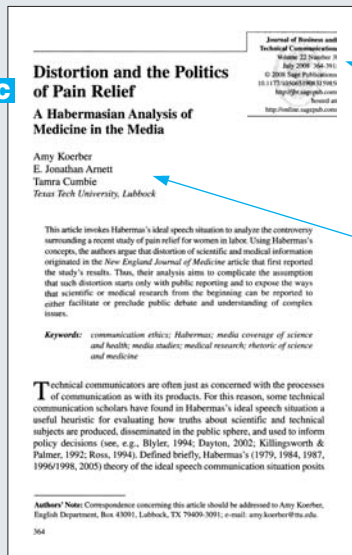 Journal of Business and
Technical Communication
Volume 22 Number 3
July 2008 364-391
© 2008 Sage Publications
http://jbt.sagepub.com
hosted at
http://online.sagepub.com
C
Distortion and the Politics
of Pain Relief
A Habermasian Analysis of
Medicine in the Media
Amy Koerber
E. Jonathan Arnett
Tamra Cumbie
Texas Tech University, Lubbock
This article invokes Habermas's ideal speech situation to analyze the controversy
surrounding a recent study of pain relief for women in labor. Using Habermas's
concepts, the authors argue that distortion of scientific and medical information
originated in the New England Journal of Medicine article that first reported
the study's results. Thus, their analysis aims to complicate the assumption
that such distortion starts only with public reporting and to expose the ways
that scientific or medical research from the beginning can be reported to
either facilitate or preclude public debate and understanding of complex
issues.
Keywords: communication ethics; Habermas; media coverage of science
and health; media studies; medical research; rhetoric of science
and medicine
Technical communicators are often just as concerned with the processes
of communication as with its products. For this reason, some technical
communication scholars have found in Habermas's ideal speech situation a
useful heuristic for evaluating how truths about scientific and technical
subjects are produced, disseminated in the public sphere, and used to inform
policy decisions (see, e.g., Blyler, 1994; Dayton, 2002; Killingsworth &
Palmer, 1992; Ross, 1994). Defined briefly, Habermas's (1979, 1984, 1987,
1996/1998, 2005) theory of the ideal speech communication situation posits
Authors' Note: Correspondence concerning this article should be addressed to Amy Koerber,
English Department, Box 43091, Lubbock, TX 79409-3091; e-mail: amy.koerber@ttu.edu.
364